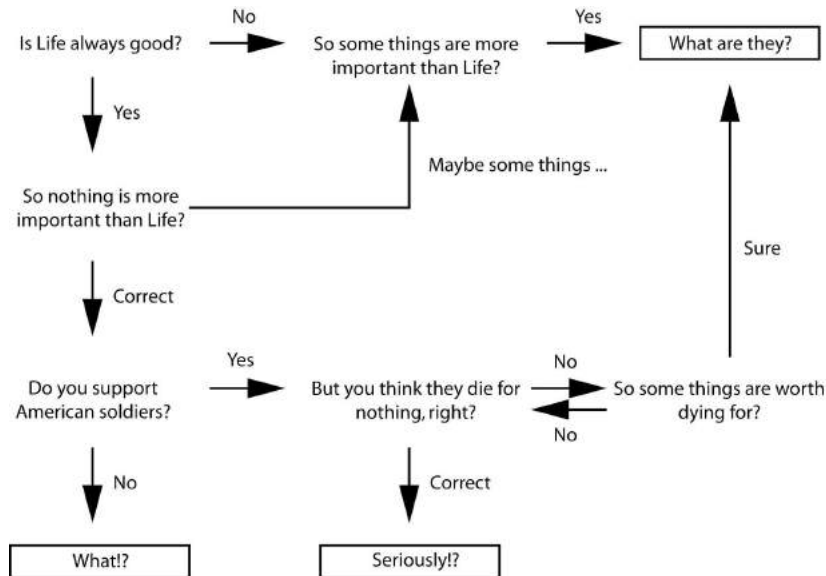 No
Yes
Is Life always good?
So some things are more
important than Life?
What are they?
Yes
Maybe some things ...
So nothing is more
important than Life?
Sure
Correct
Yes
No
Do you support
American soldiers?
But you think they die for
nothing, right?
So some things are worth
dying for?
No
No
Correct
What!?
Seriously!?